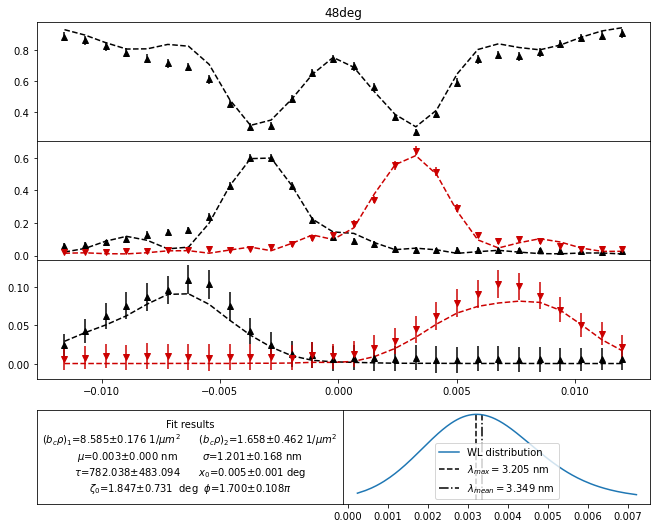 48deg
0.8
0.6
0.4
0.6
0.4
0.2
0.0
0.10
0.05
0.00
−0.010 −0.005 0.000 0.005 0.010
Fit results
(b_cρ)_1=8.585±0.176 1/μm^2 (b_cρ)_2=1.658±0.462 1/μm^2
μ=0.003±0.000 nm σ=1.201±0.168 nm
τ=782.038±483.094 x_0=0.005±0.001 deg
ζ_0=1.847±0.731 deg ϕ=1.700±0.108π
WL distribution
λ_max=3.205 nm
λ_mean=3.349 nm
0.000 0.001 0.002 0.003 0.004 0.005 0.006 0.007